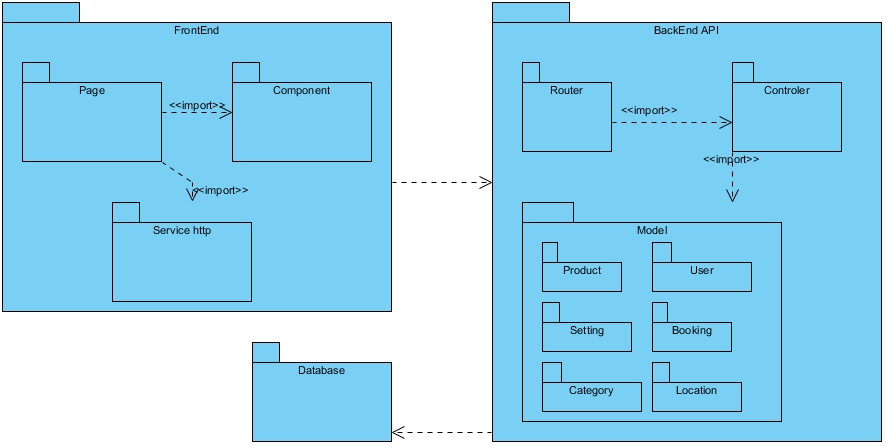 FrontEnd
Page
<<import>>
Component
<<import>>
Service http
BackEnd API
Router
<<import>>
Controler
<<import>>
Model
Product
User
Setting
Booking
Category
Location
Database